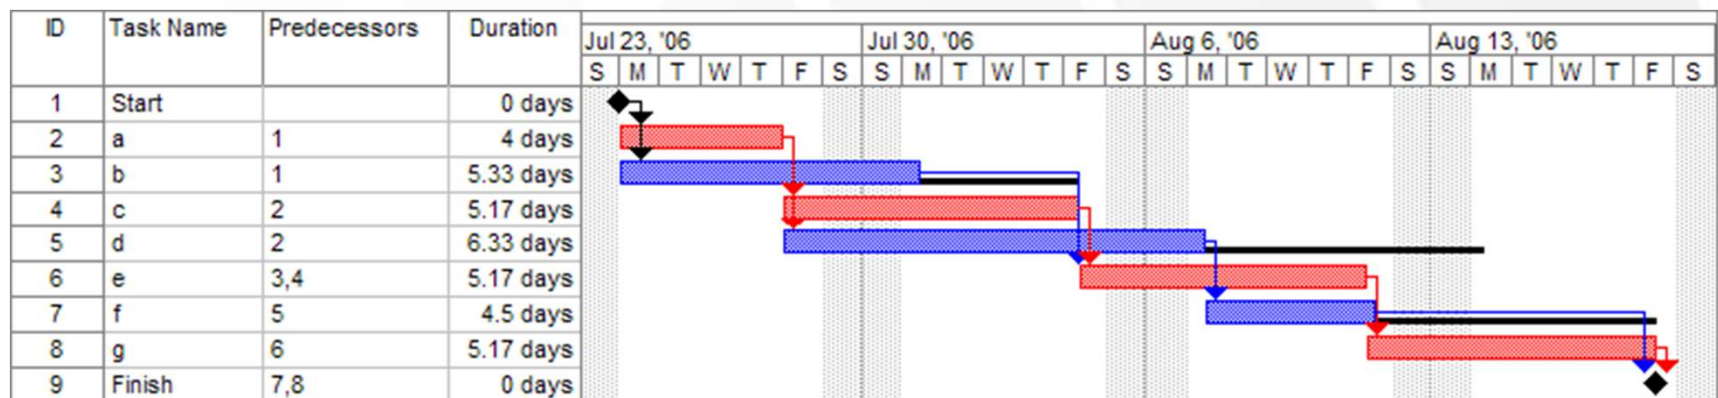 ID Task Name Predecessors Duration
Jul 23, '06 Jul 30, '06 Aug 6, '06 Aug 13, '06
S M T W T F S S M T W T F S S M T W T F S S M T W T F S
1 Start 0 days
2 a 1 4 days
3 b 1 5.33 days
4 c 2 5.17 days
5 d 2 6.33 days
6 e 3,4 5.17 days
7 f 5 4.5 days
8 g 6 5.17 days
9 Finish 7,8 0 days